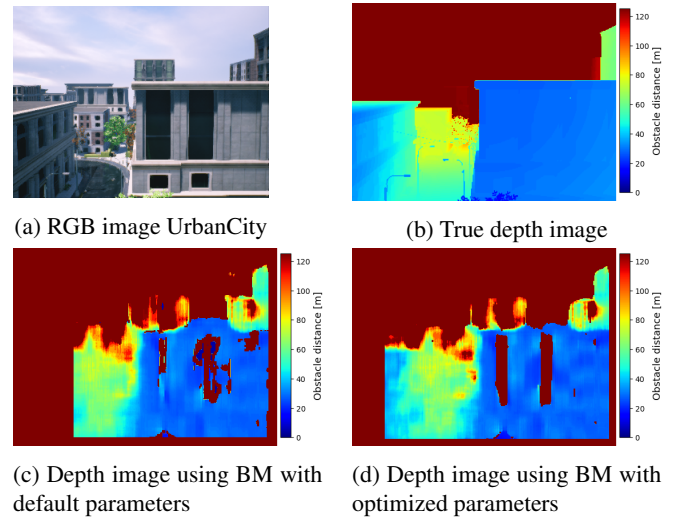 120
100
80
60
40
20
0
Obstacle distance [m]
(a) RGB image UrbanCity
(b) True depth image
120
100
80
60
40
20
0
Obstacle distance [m]
120
100
80
60
40
20
0
Obstacle distance [m]
(c) Depth image using BM with
default parameters
(d) Depth image using BM with
optimized parameters